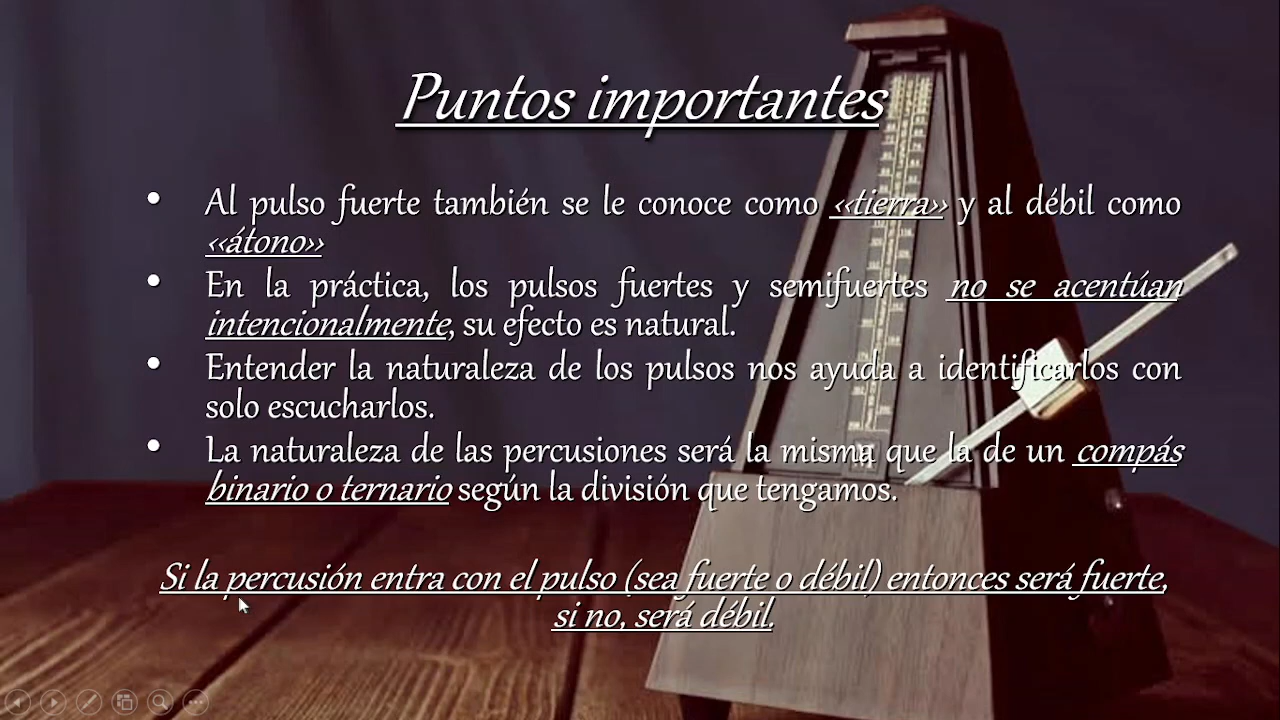 Puntos importantes
• Al pulso fuerte también se le conoce como «tierra» y al débil como
«átono»
• En la práctica, los pulsos fuertes y semifuertes no se acentúan
intencionalmente, su efecto es natural.
• Entender la naturaleza de los pulsos nos ayuda a identificarlos con
solo escucharlos.
• La naturaleza de las percusiones será la misma que la de un compás
binario o ternario según la división que tengamos.
Si la percusión entra con el pulso (sea fuerte o débil) entonces será fuerte,
si no, será débil.